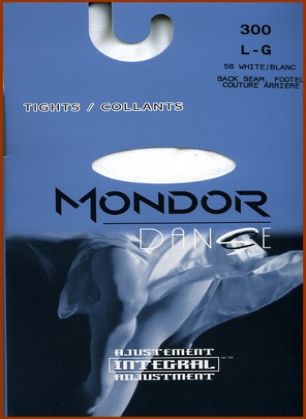 300
L-G
56 WHITE/BLANC
BACK SEAM, FOOTED
COUTURE ARRIERE
TIGHTS / COLLANTS
MONDOR
DANCE
AJUSTEMENT
INTEGRAL
ADJUSTMENT